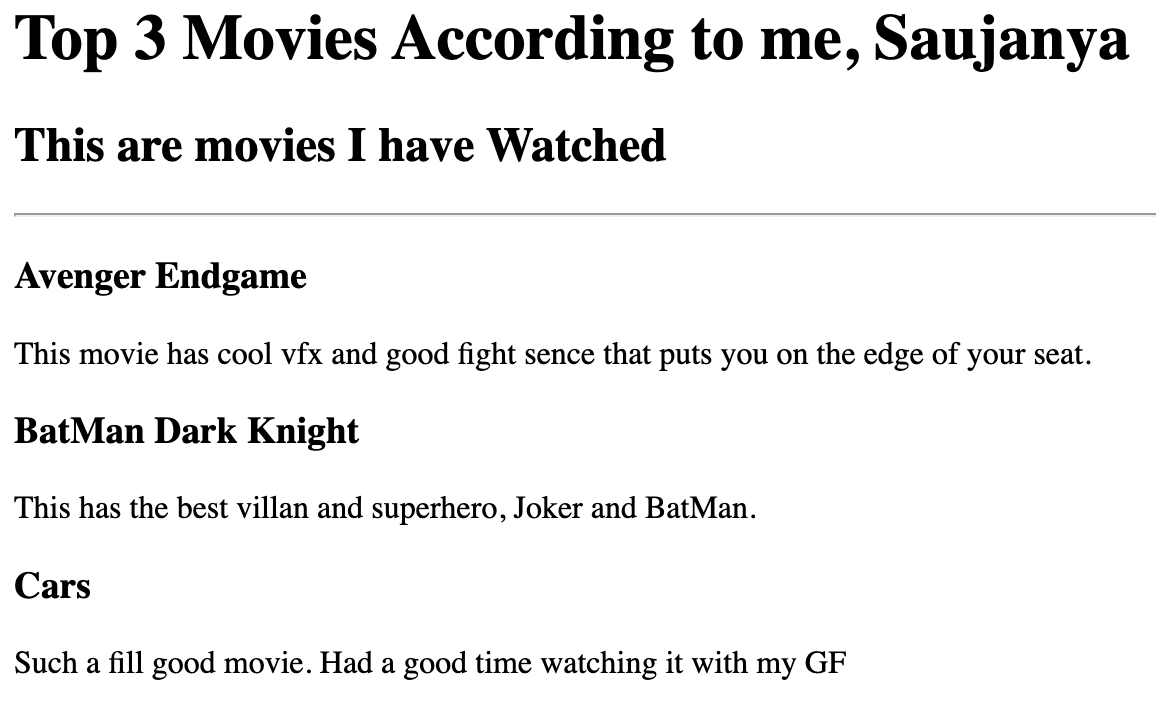 Top 3 Movies According to me, Saujanya
This are movies I have Watched
Avenger Endgame
This movie has cool vfx and good fight sence that puts you on the edge of your seat.
BatMan Dark Knight
This has the best villan and superhero, Joker and BatMan.
Cars
Such a fill good movie. Had a good time watching it with my GF